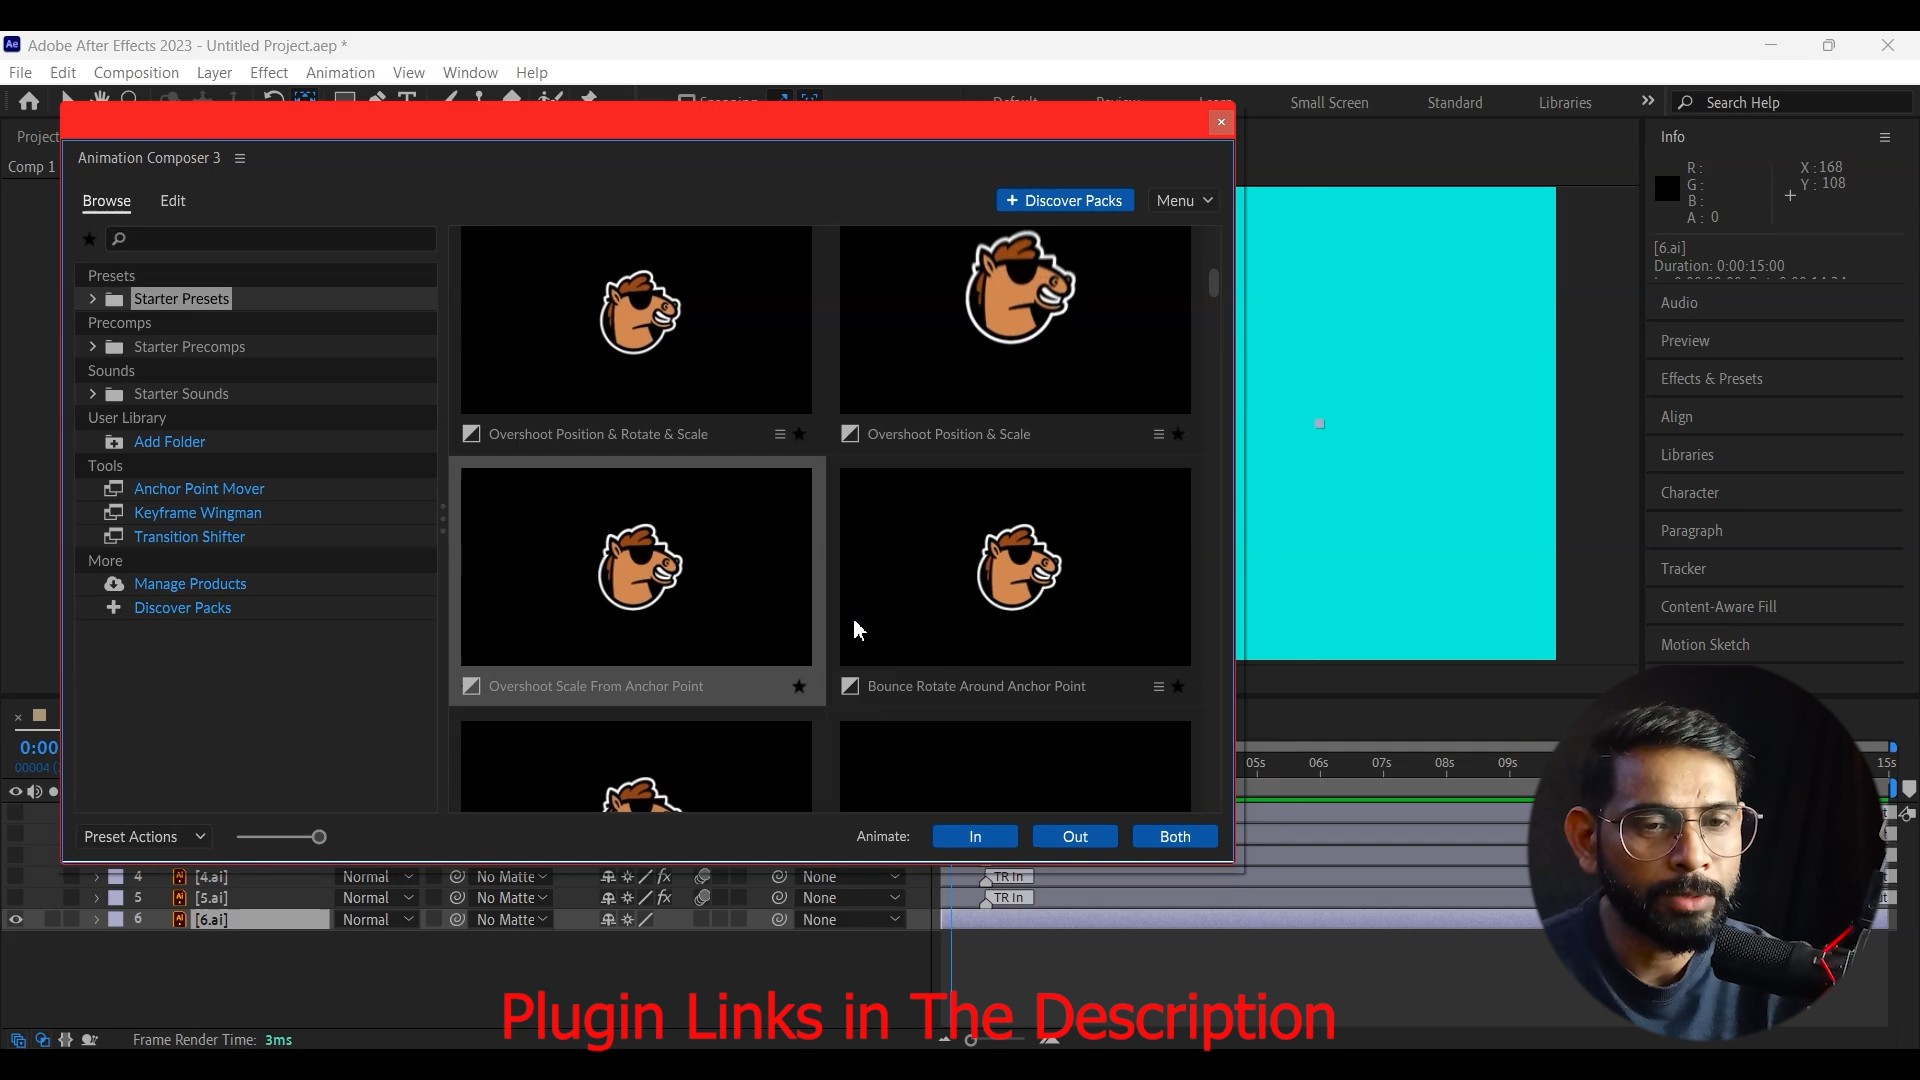 Ae Adobe After Effects 2023 - Untitled Project.aep *
File Edit Composition Layer Effect Animation View Window Help
Small Screen Standard Libraries Search Help
Project
Comp 1
Animation Composer 3
Browse Edit
+ Discover Packs Menu
Presets
Starter Presets
Precomps
Starter Precomps
Sounds
Starter Sounds
User Library
Add Folder
Tools
Anchor Point Mover
Keyframe Wingman
Transition Shifter
More
Manage Products
Discover Packs
Overshoot Position & Rotate & Scale
Overshoot Position & Scale
Overshoot Scale From Anchor Point
Bounce Rotate Around Anchor Point
Preset Actions
Animate: In Out Both
Info
R :
G :
B :
A : 0
X : 168
Y : 108
[6.ai]
Duration: 0:00:15:00
Audio
Preview
Effects & Presets
Align
Libraries
Character
Paragraph
Tracker
Content-Aware Fill
Motion Sketch
0:00
00004
05s 06s 07s 08s 09s 15s
4 [4.ai] Normal No Matte fx None TR In
5 [5.ai] Normal No Matte fx None TR In
6 [6.ai] Normal No Matte None
Frame Render Time: 3ms
Plugin Links in The Description